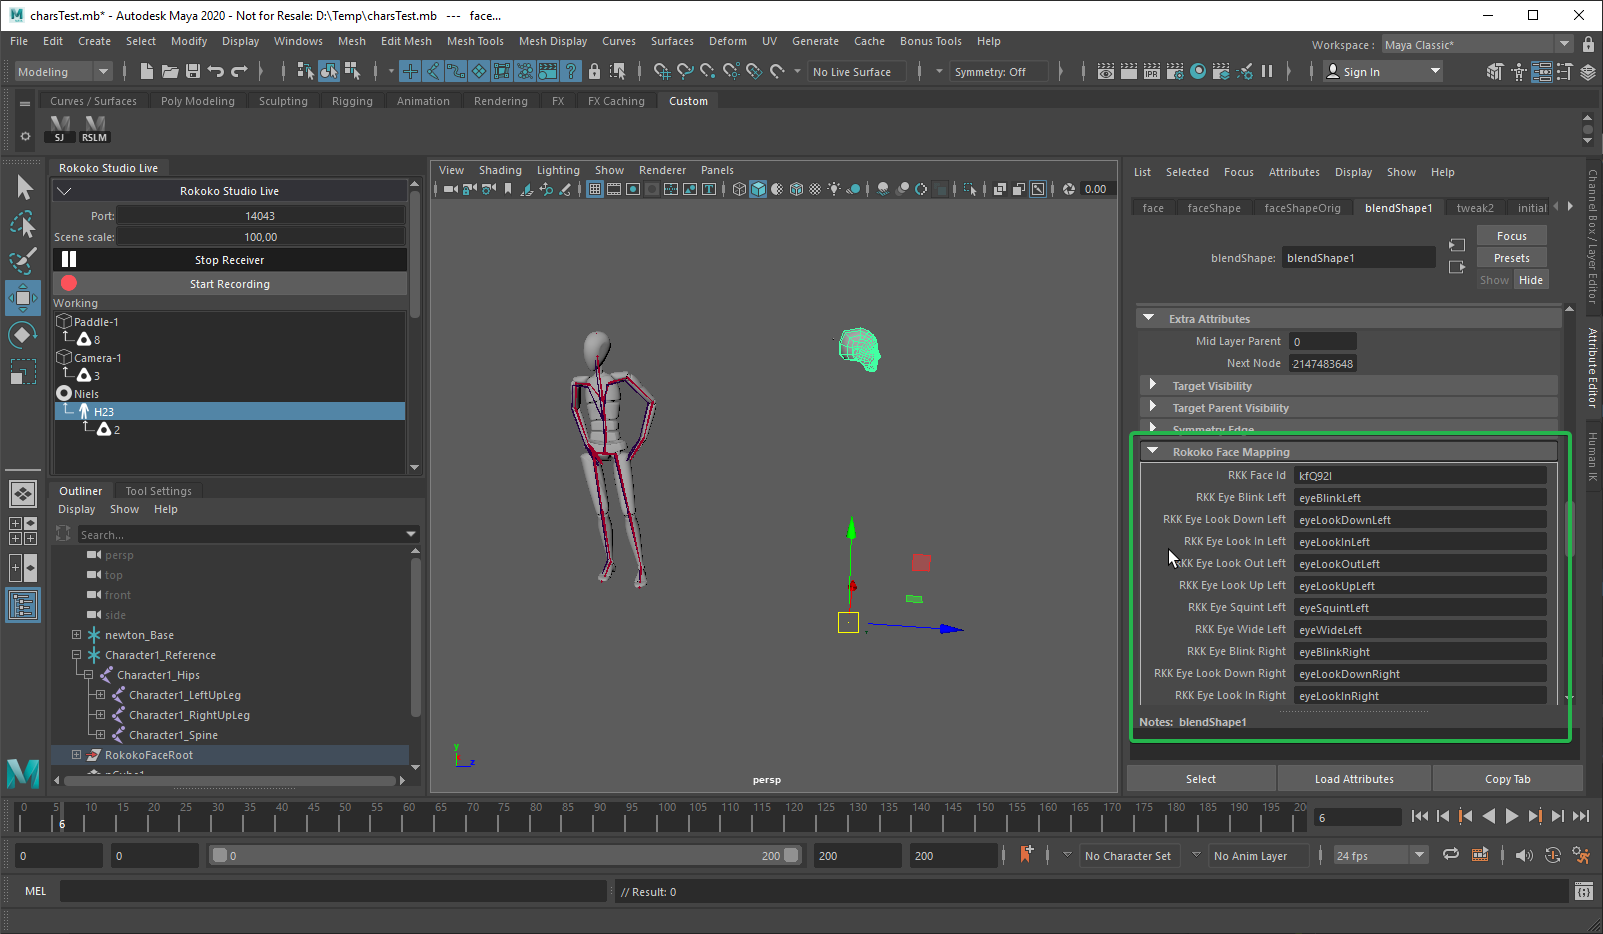 charsTest.mb* - Autodesk Maya 2020 - Not for Resale: D:\Temp\charsTest.mb --- face...
File Edit Create Select Modify Display Windows Mesh Edit Mesh Mesh Tools Mesh Display Curves Surfaces Deform UV Generate Cache Bonus Tools Help
Workspace : Maya Classic*
Modeling No Live Surface Symmetry: Off IPR Sign In
Curves / Surfaces Poly Modeling Sculpting Rigging Animation Rendering FX FX Caching Custom
SJ RSLM
Rokoko Studio Live
Rokoko Studio Live
Port: 14043
Scene scale: 100,00
Stop Receiver
Start Recording
Working
Paddle-1
8
Camera-1
3
Niels
H23
2
Outliner Tool Settings
Display Show Help
Search...
persp
top
front
side
newton_Base
Character1_Reference
Character1_Hips
Character1_LeftUpLeg
Character1_RightUpLeg
Character1_Spine
RokokoFaceRoot
View Shading Lighting Show Renderer Panels
0.00
y
z
persp
List Selected Focus Attributes Display Show Help
face faceShape faceShapeOrig blendShape1 tweak2 initial
blendShape: blendShape1
Focus
Presets
Show Hide
Extra Attributes
Mid Layer Parent 0
Next Node 2147483648
Target Visibility
Target Parent Visibility
Symmetry Edge
Rokoko Face Mapping
RKK Face Id kfQ92I
RKK Eye Blink Left eyeBlinkLeft
RKK Eye Look Down Left eyeLookDownLeft
RKK Eye Look In Left eyeLookInLeft
RKK Eye Look Out Left eyeLookOutLeft
RKK Eye Look Up Left eyeLookUpLeft
RKK Eye Squint Left eyeSquintLeft
RKK Eye Wide Left eyeWideLeft
RKK Eye Blink Right eyeBlinkRight
RKK Eye Look Down Right eyeLookDownRight
RKK Eye Look In Right eyeLookInRight
Notes: blendShape1
Select Load Attributes Copy Tab
Channel Box / Layer Editor
Attribute Editor
Human IK
0 5 10 15 20 25 30 35 40 45 50 55 60 65 70 75 80 85 90 95 100 105 110 115 120 125 130 135 140 145 150 155 160 165 170 175 180 185 190 195 20
6
6
0 0 0 200 200 200 No Character Set No Anim Layer 24 fps
MEL // Result: 0